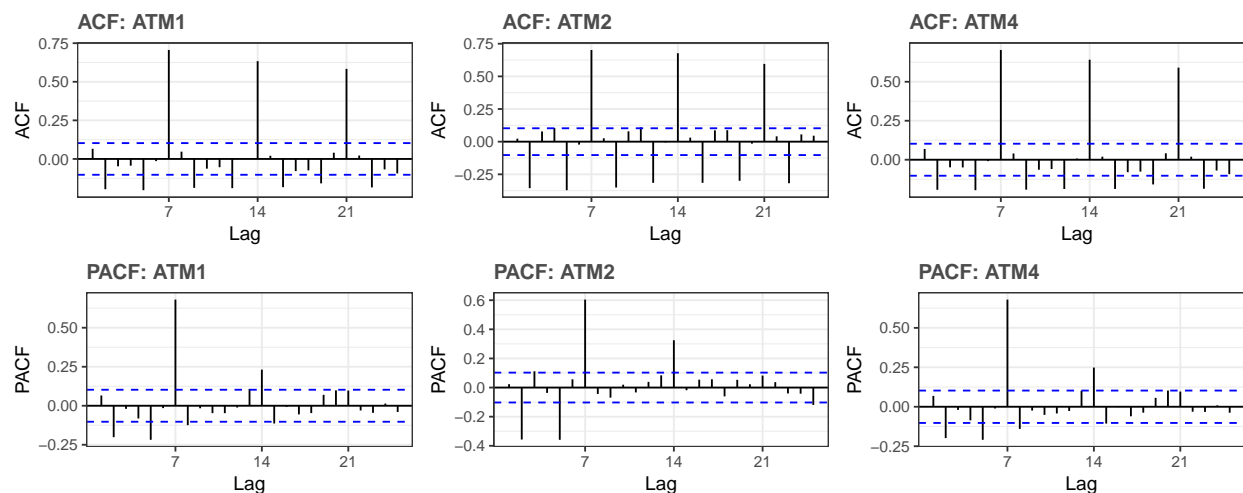 ACF: ATM1
0.75
0.50
0.25
0.00
ACF
7
14
21
Lag
ACF: ATM2
0.75
0.50
0.25
0.00
−0.25
ACF
7
14
21
Lag
ACF: ATM4
0.50
0.25
0.00
ACF
7
14
21
Lag
PACF: ATM1
0.50
0.25
0.00
−0.25
PACF
7
14
21
Lag
PACF: ATM2
0.6
0.4
0.2
0.0
−0.2
−0.4
PACF
7
14
21
Lag
PACF: ATM4
0.50
0.25
0.00
−0.25
PACF
7
14
21
Lag